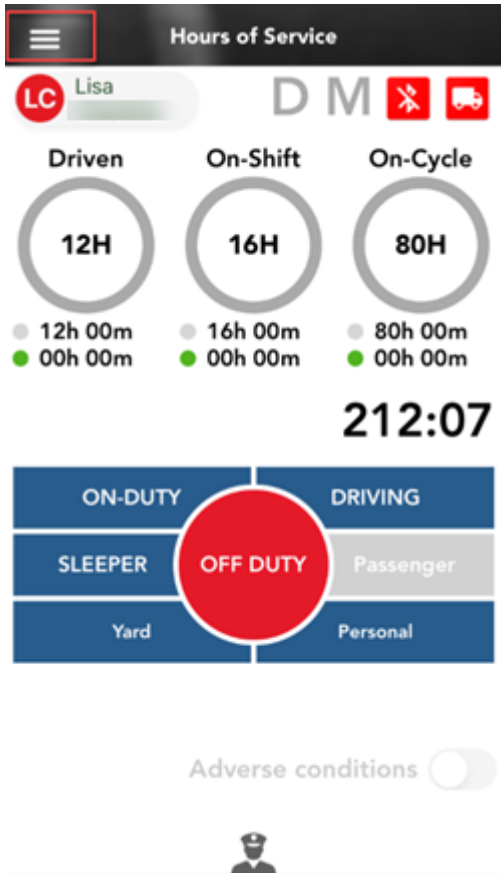 Hours of Service
LC Lisa D M
Driven On-Shift On-Cycle
12H 16H 80H
12h 00m 16h 00m 80h 00m
00h 00m 00h 00m 00h 00m
212:07
ON-DUTY DRIVING
SLEEPER OFF DUTY Passenger
Yard Personal
Adverse conditions